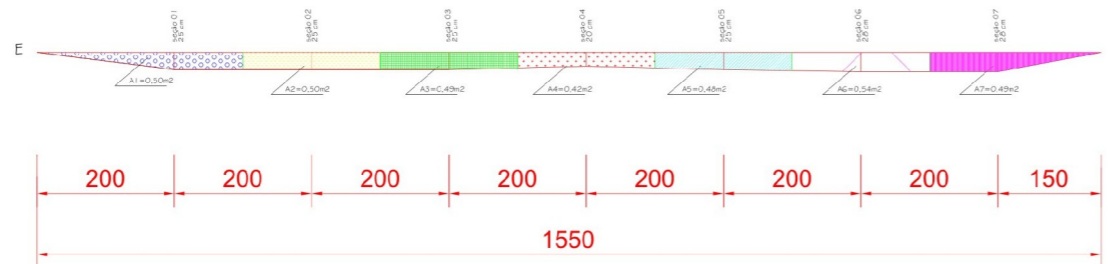 seção 01
25 cm
seção 02
25 cm
seção 03
25 cm
seção 04
20 cm
seção 05
25 cm
seção 06
28 cm
seção 07
28 cm
E
A1=0,50m2
A2=0,50m2
A3=0,49m2
A4=0,42m2
A5=0,48m2
A6=0,54m2
A7=0.49m2
200 200 200 200 200 200 200 150
1550